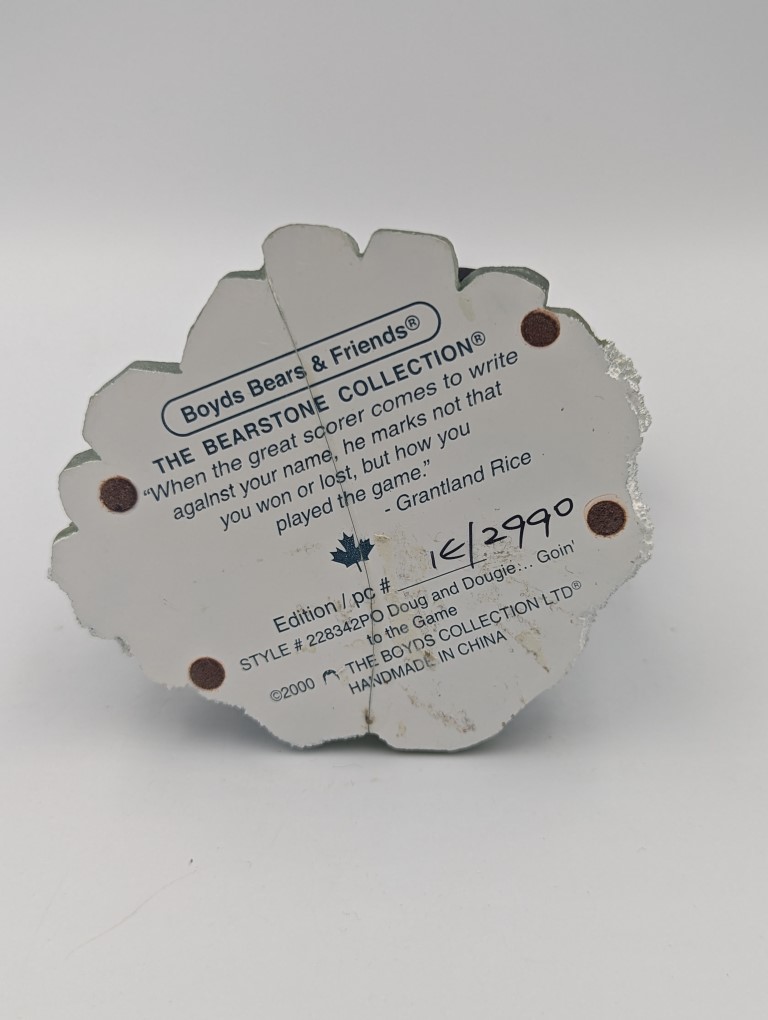 Boyds Bears & Friends®
THE BEARSTONE COLLECTION®
"When the great scorer comes to write
against your name, he marks not that
you won or lost, but how you
played the game."
- Grantland Rice
Edition / pc # 1E/2990
STYLE # 228342PO Doug and Dougie... Goin'
to the Game
©2000 THE BOYDS COLLECTION LTD®
HANDMADE IN CHINA